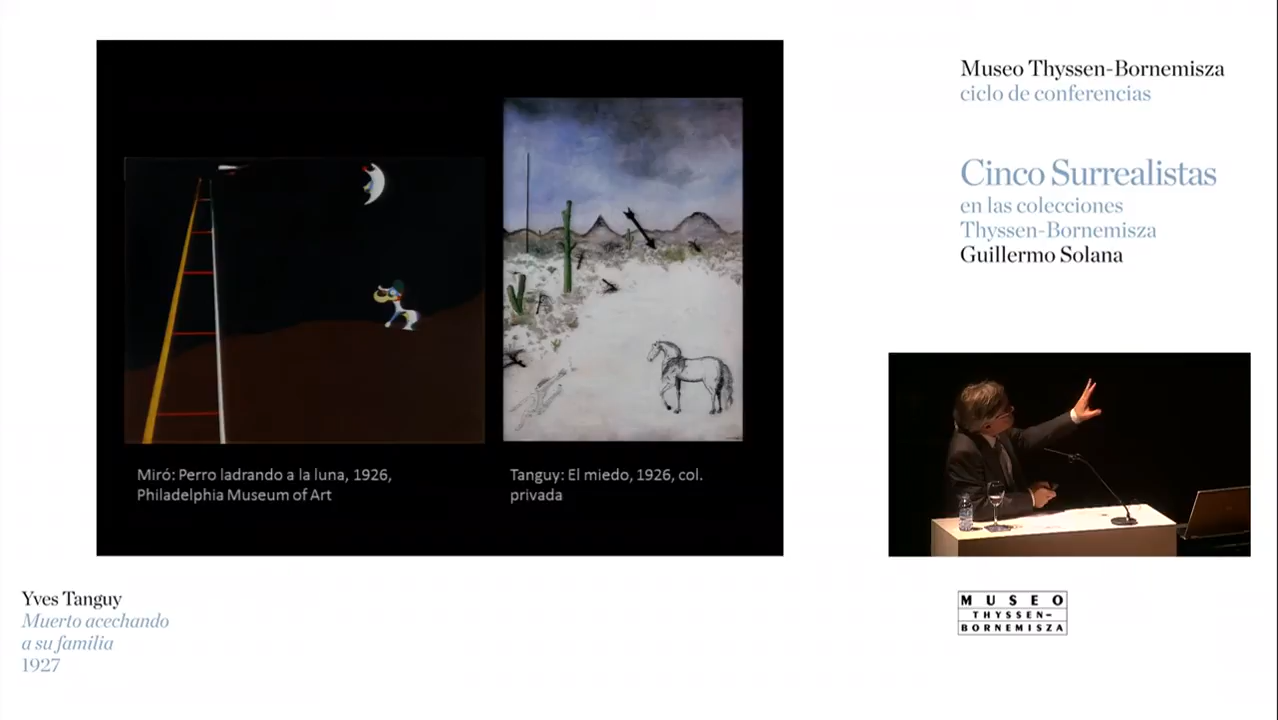 Museo Thyssen-Bornemisza
ciclo de conferencias
Cinco Surrealistas
en las colecciones
Thyssen-Bornemisza
Guillermo Solana
Miró: Perro ladrando a la luna, 1926,
Philadelphia Museum of Art
Tanguy: El miedo, 1926, col.
privada
Yves Tanguy
Muerto acechando
a su familia
1927
MUSEO
THYSSEN-
BORNEMISZA